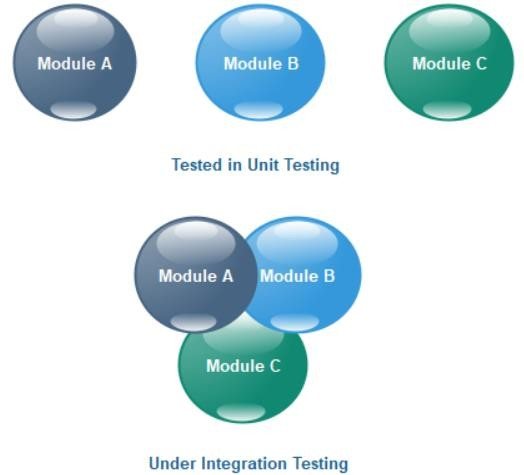 Module A
Module B
Module C
Tested in Unit Testing
Module A
Module B
Module C
Under Integration Testing